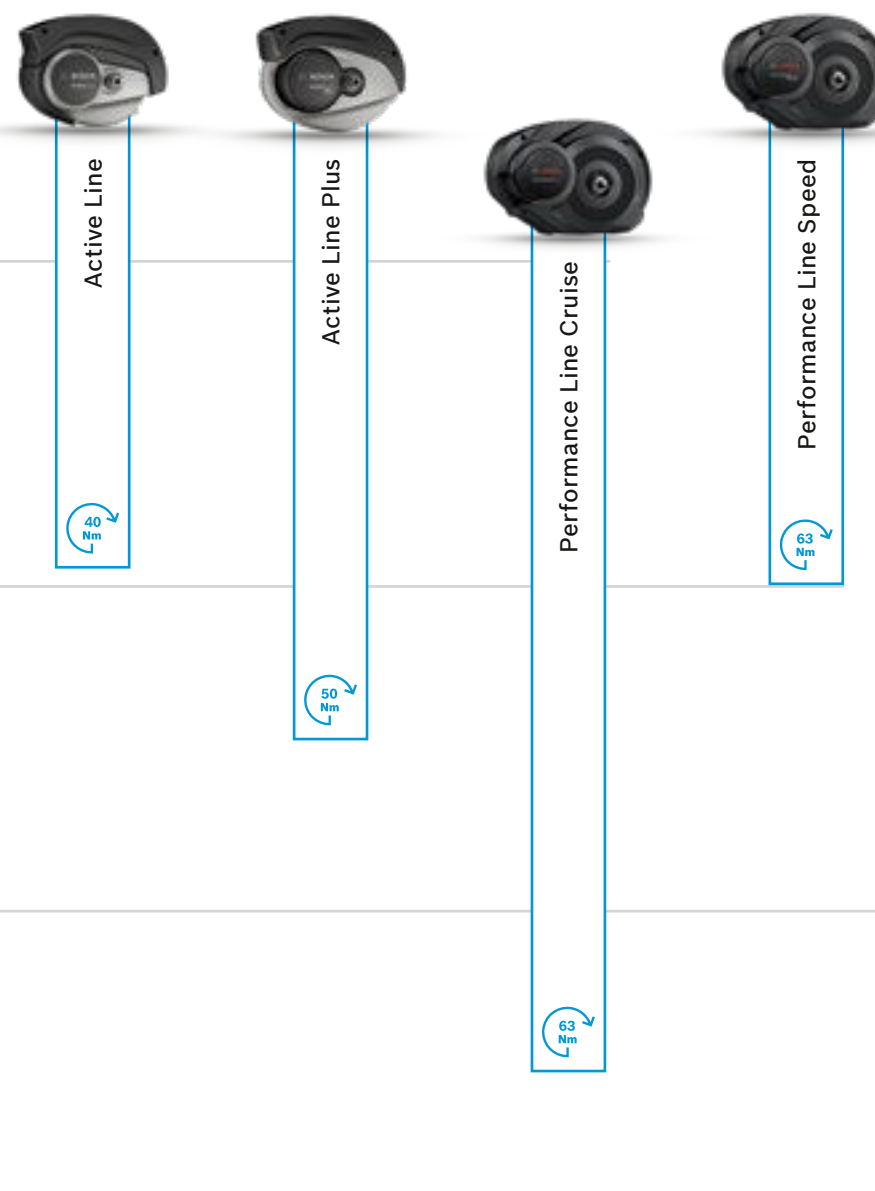 Active Line
40
Nm
Active Line Plus
50
Nm
Performance Line Cruise
63
Nm
Performance Line Speed
63
Nm